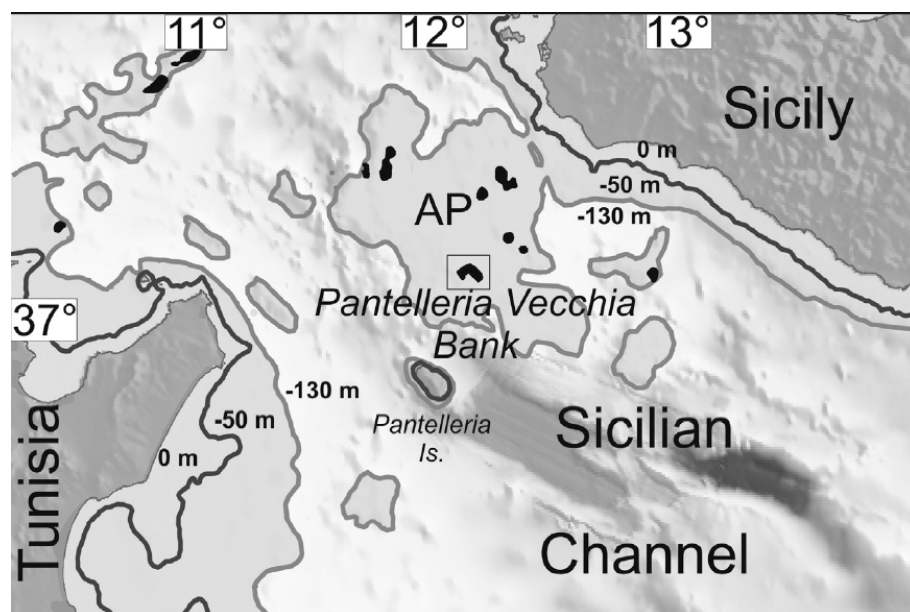 11°
12°
13°
Sicily
0 m
-50 m
-130 m
AP
Pantelleria Vecchia
Bank
37°
-130 m
-50 m
0 m
Pantelleria
Is.
Sicilian
Channel
Tunisia